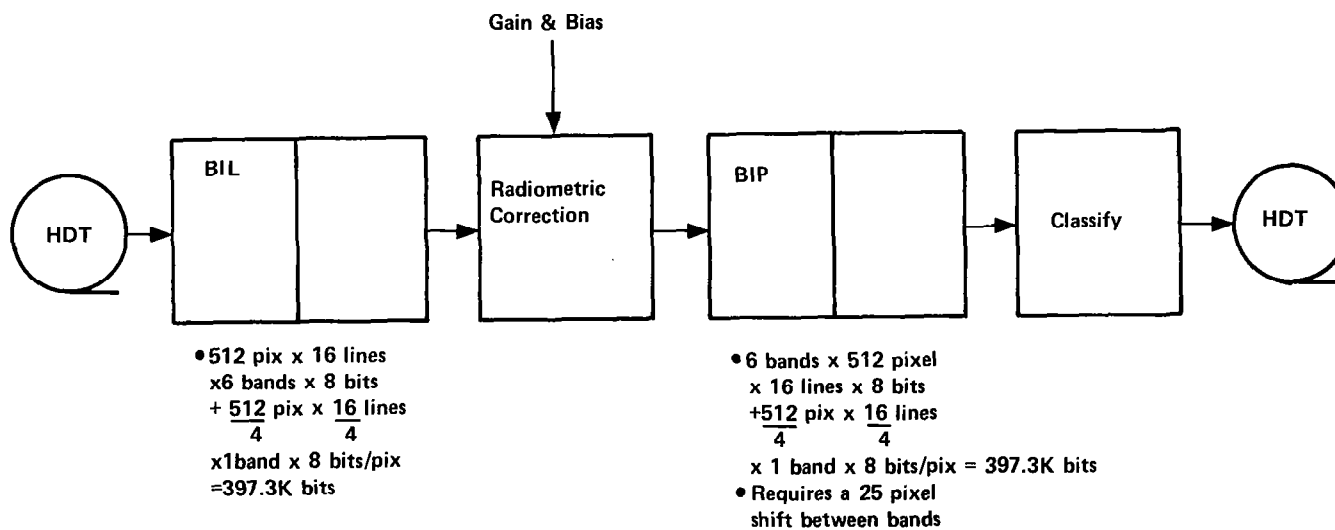 Gain & Bias
HDT
BIL
Radiometric
Correction
BIP
Classify
HDT
•512 pix x 16 lines
x6 bands x 8 bits
+ 512/4 pix x 16/4 lines
x1band x 8 bits/pix
=397.3K bits
•6 bands x 512 pixel
x 16 lines x 8 bits
+512/4 pix x 16/4 lines
x 1 band x 8 bits/pix = 397.3K bits
•Requires a 25 pixel
shift between bands